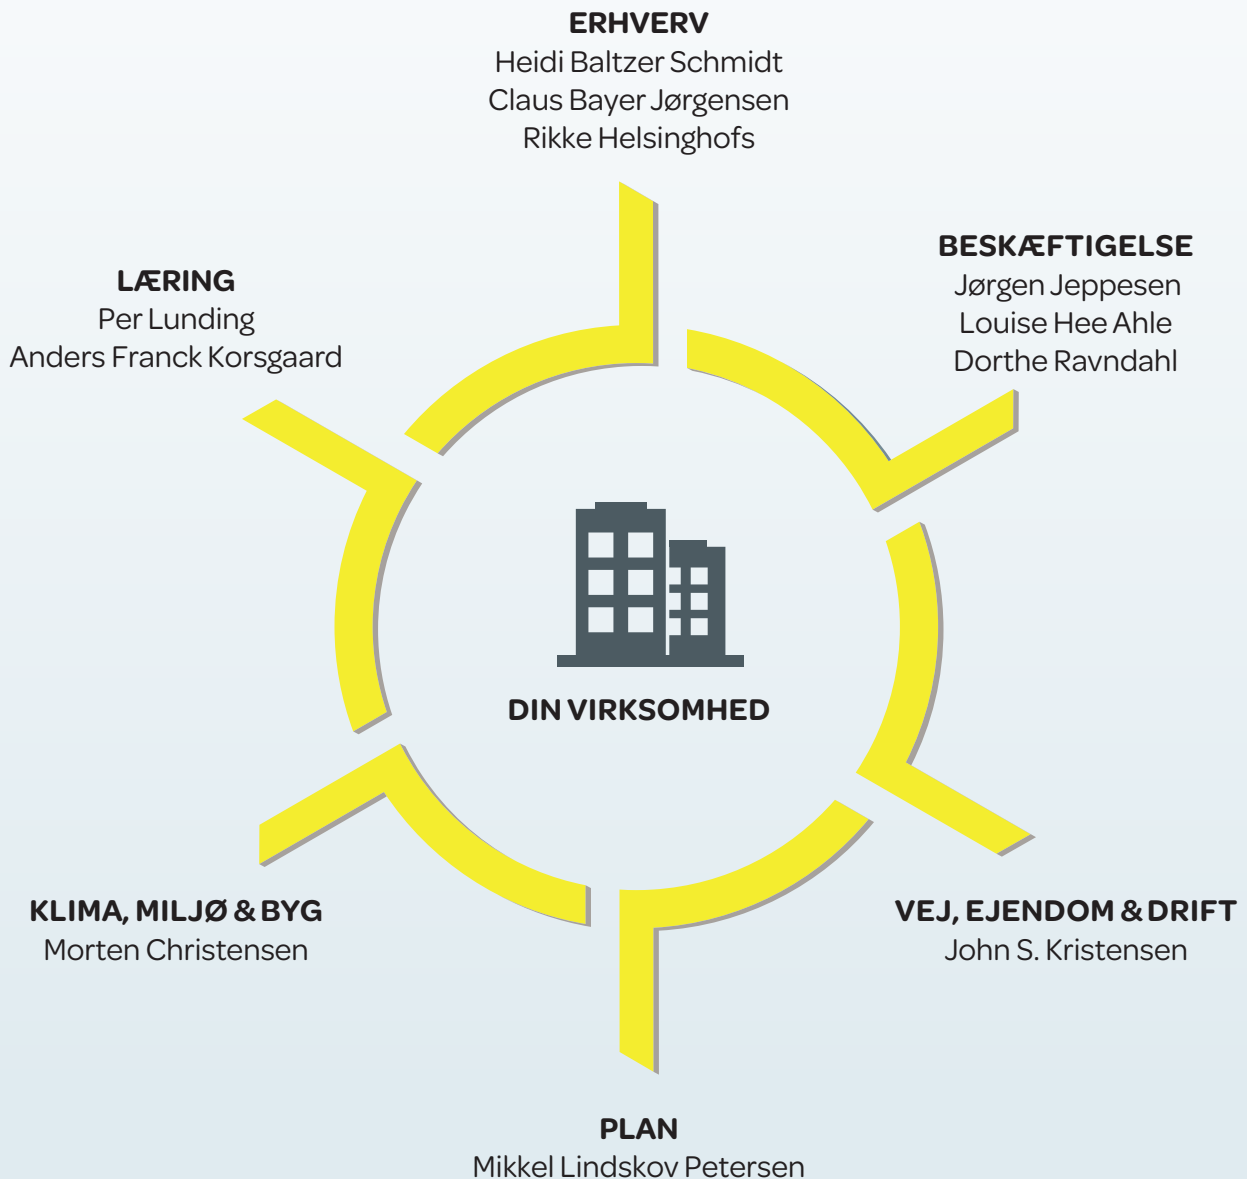 ERHVERV
Heidi Baltzer Schmidt
Claus Bayer Jørgensen
Rikke Helsinghofs
BESKÆFTIGELSE
Jørgen Jeppesen
Louise Hee Ahle
Dorthe Ravndahl
LÆRING
Per Lunding
Anders Franck Korsgaard
DIN VIRKSOMHED
KLIMA, MILJØ & BYG
Morten Christensen
VEJ, EJENDOM & DRIFT
John S. Kristensen
PLAN
Mikkel Lindskov Petersen